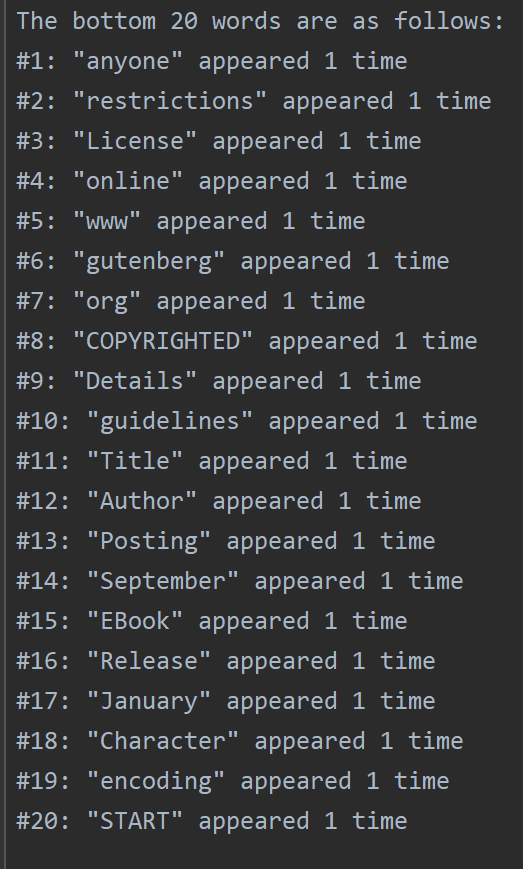 The bottom 20 words are as follows:
#1: "anyone" appeared 1 time
#2: "restrictions" appeared 1 time
#3: "License" appeared 1 time
#4: "online" appeared 1 time
#5: "www" appeared 1 time
#6: "gutenberg" appeared 1 time
#7: "org" appeared 1 time
#8: "COPYRIGHTED" appeared 1 time
#9: "Details" appeared 1 time
#10: "guidelines" appeared 1 time
#11: "Title" appeared 1 time
#12: "Author" appeared 1 time
#13: "Posting" appeared 1 time
#14: "September" appeared 1 time
#15: "EBook" appeared 1 time
#16: "Release" appeared 1 time
#17: "January" appeared 1 time
#18: "Character" appeared 1 time
#19: "encoding" appeared 1 time
#20: "START" appeared 1 time